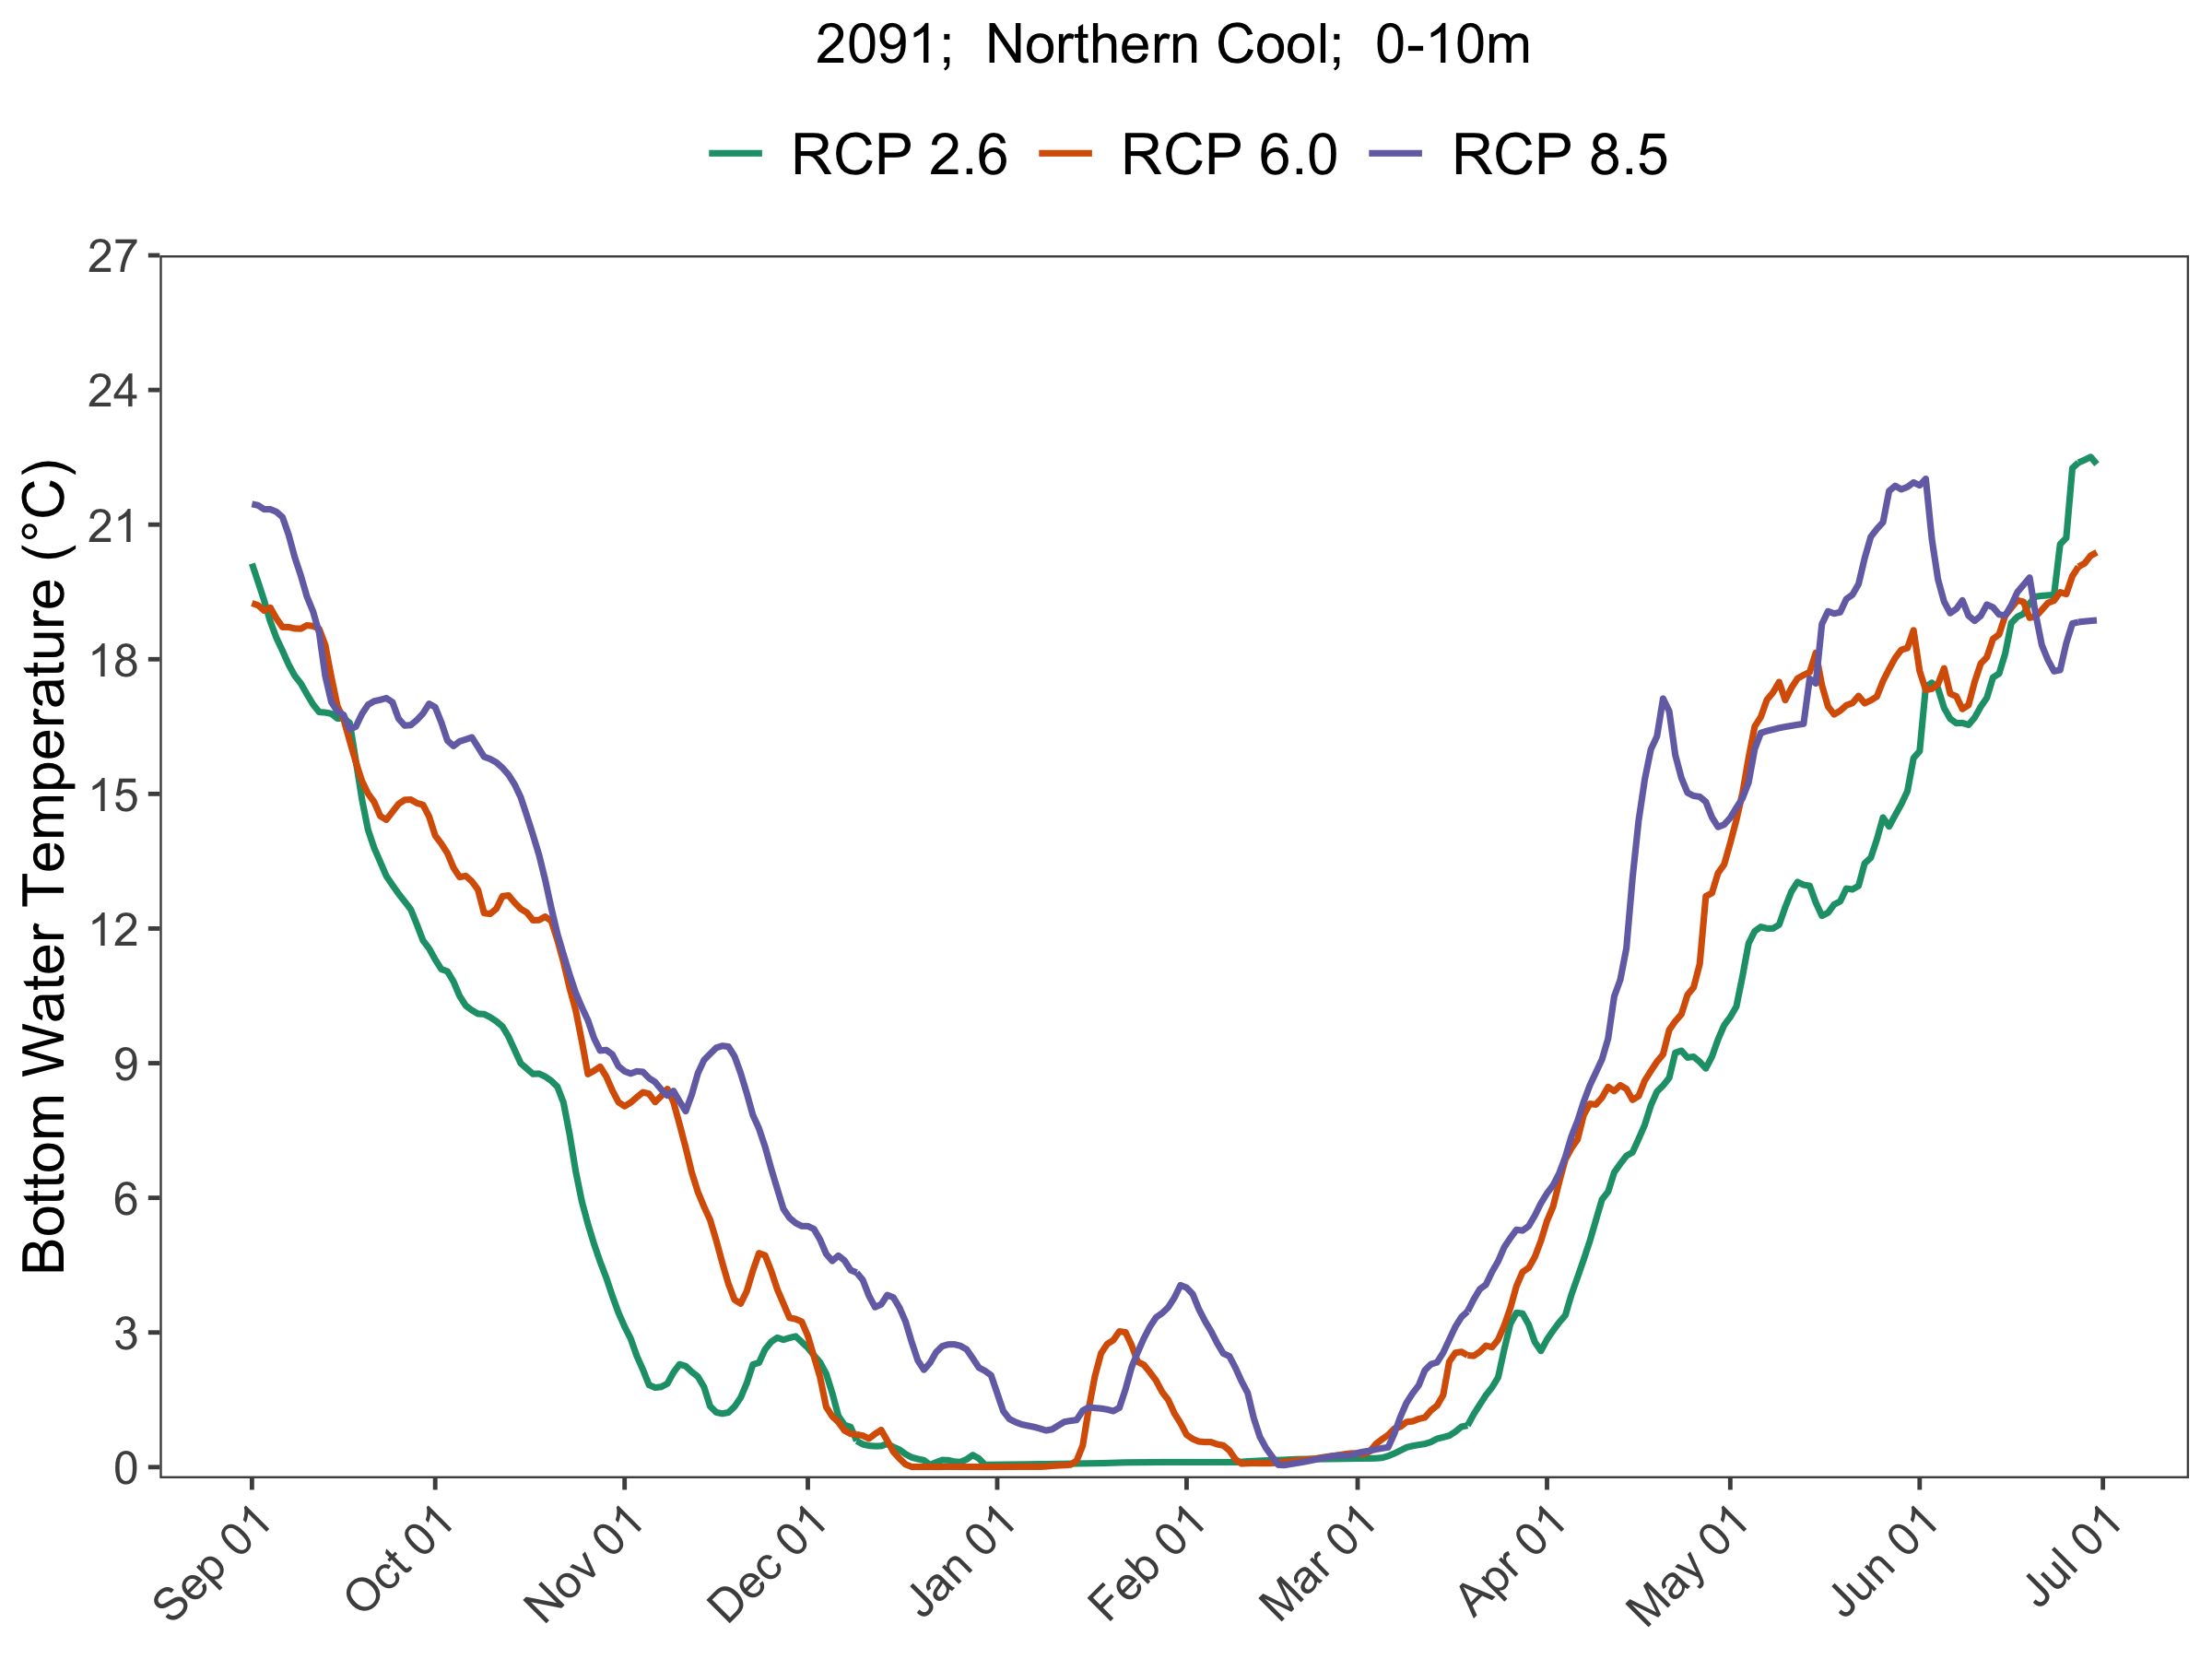 2091;  Northern Cool;  0-10m
RCP 2.6 RCP 6.0 RCP 8.5
Bottom Water Temperature (°C)
27
24
21
18
15
12
9
6
3
0
Sep 01 Oct 01 Nov 01 Dec 01 Jan 01 Feb 01 Mar 01 Apr 01 May 01 Jun 01 Jul 01